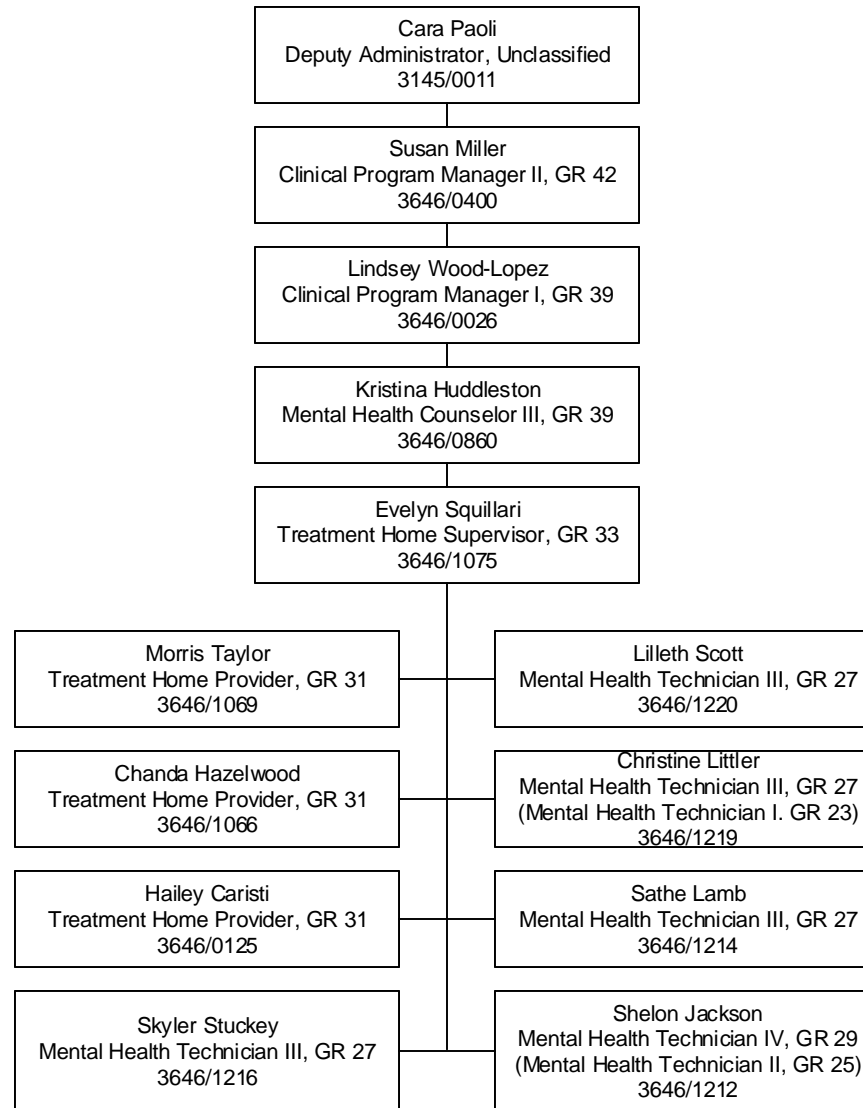 Cara Paoli
Deputy Administrator, Unclassified
3145/0011
Susan Miller
Clinical Program Manager II, GR 42
3646/0400
Lindsey Wood-Lopez
Clinical Program Manager I, GR 39
3646/0026
Kristina Huddleston
Mental Health Counselor III, GR 39
3646/0860
Evelyn Squillari
Treatment Home Supervisor, GR 33
3646/1075
Morris Taylor
Treatment Home Provider, GR 31
3646/1069
Lilleth Scott
Mental Health Technician III, GR 27
3646/1220
Chanda Hazelwood
Treatment Home Provider, GR 31
3646/1066
Christine Littler
Mental Health Technician III, GR 27
(Mental Health Technician I. GR 23)
3646/1219
Hailey Caristi
Treatment Home Provider, GR 31
3646/0125
Sathe Lamb
Mental Health Technician III, GR 27
3646/1214
Skyler Stuckey
Mental Health Technician III, GR 27
3646/1216
Shelon Jackson
Mental Health Technician IV, GR 29
(Mental Health Technician II, GR 25)
3646/1212